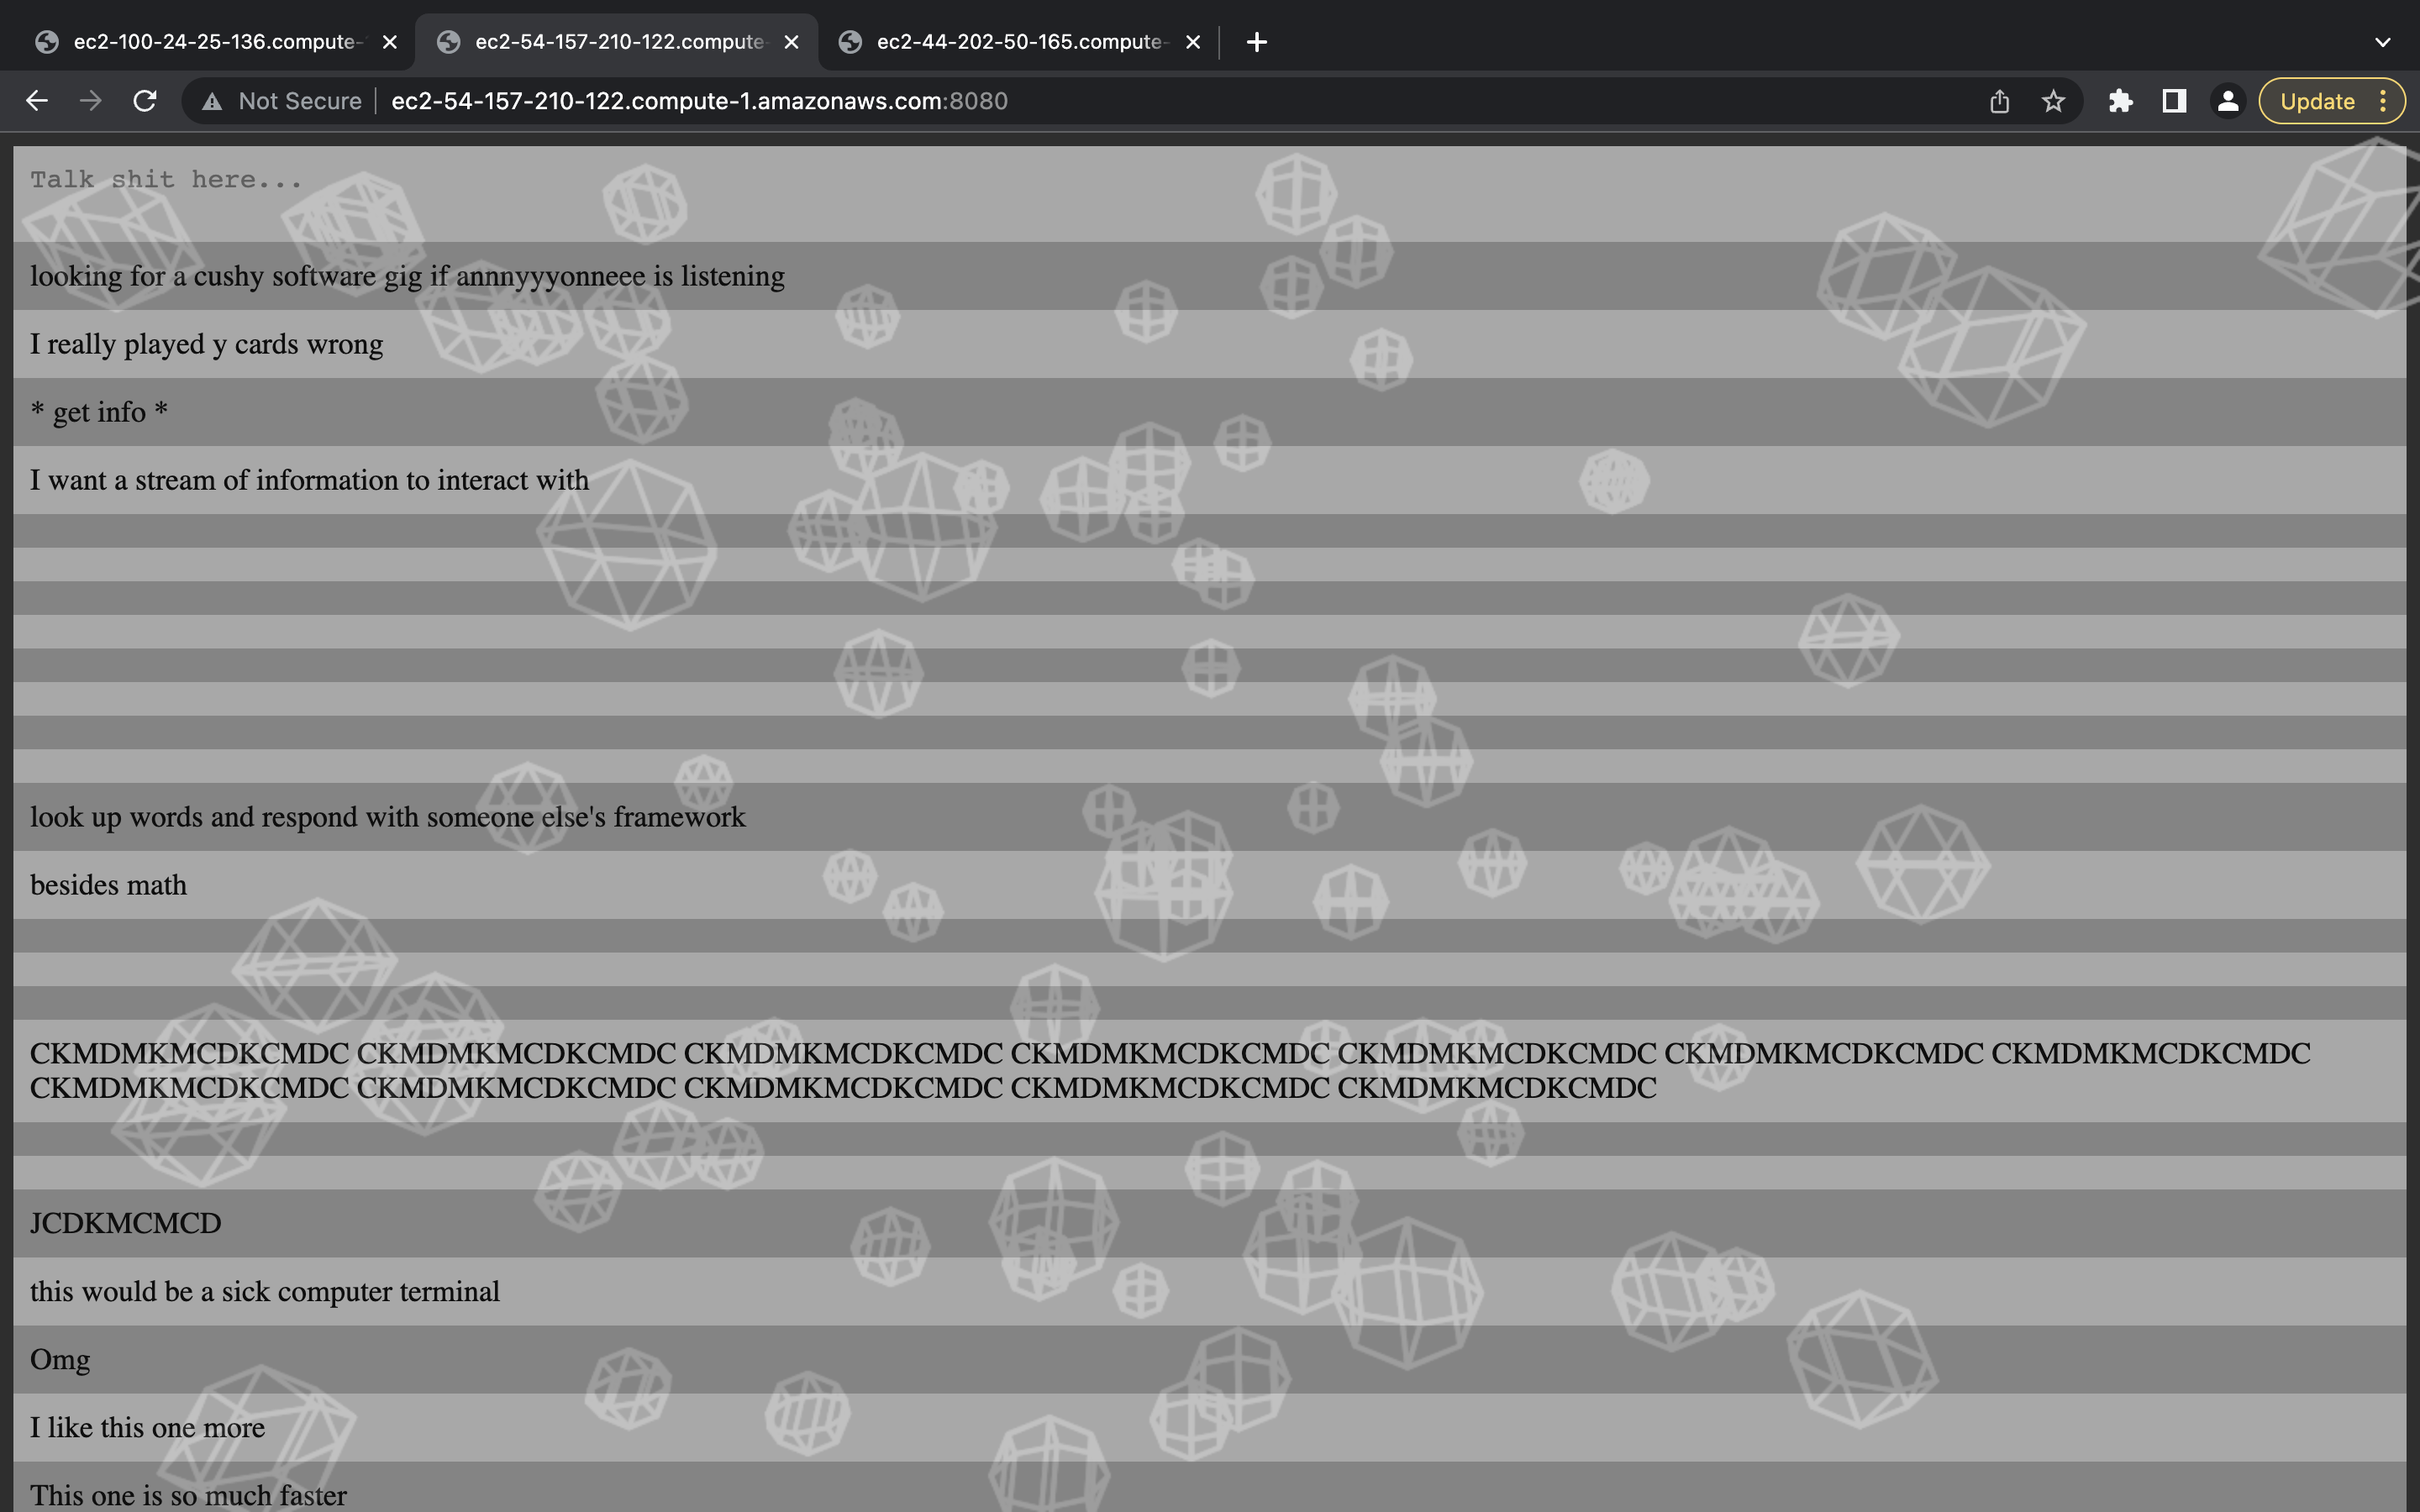 ec2-100-24-25-136.compute-
ec2-54-157-210-122.compute-
ec2-44-202-50-165.compute-
Not Secure
ec2-54-157-210-122.compute-1.amazonaws.com:8080
Update
Talk shit here...
looking for a cushy software gig if annnyyyonneee is listening
I really played y cards wrong
* get info *
I want a stream of information to interact with
look up words and respond with someone else's framework
besides math
CKMDMKMCDKCMDC CKMDMKMCDKCMDC CKMDMKMCDKCMDC CKMDMKMCDKCMDC CKMDMKMCDKCMDC CKMDMKMCDKCMDC CKMDMKMCDKCMDC
CKMDMKMCDKCMDC CKMDMKMCDKCMDC CKMDMKMCDKCMDC CKMDMKMCDKCMDC CKMDMKMCDKCMDC
JCDKMCMCD
this would be a sick computer terminal
Omg
I like this one more
This one is so much faster